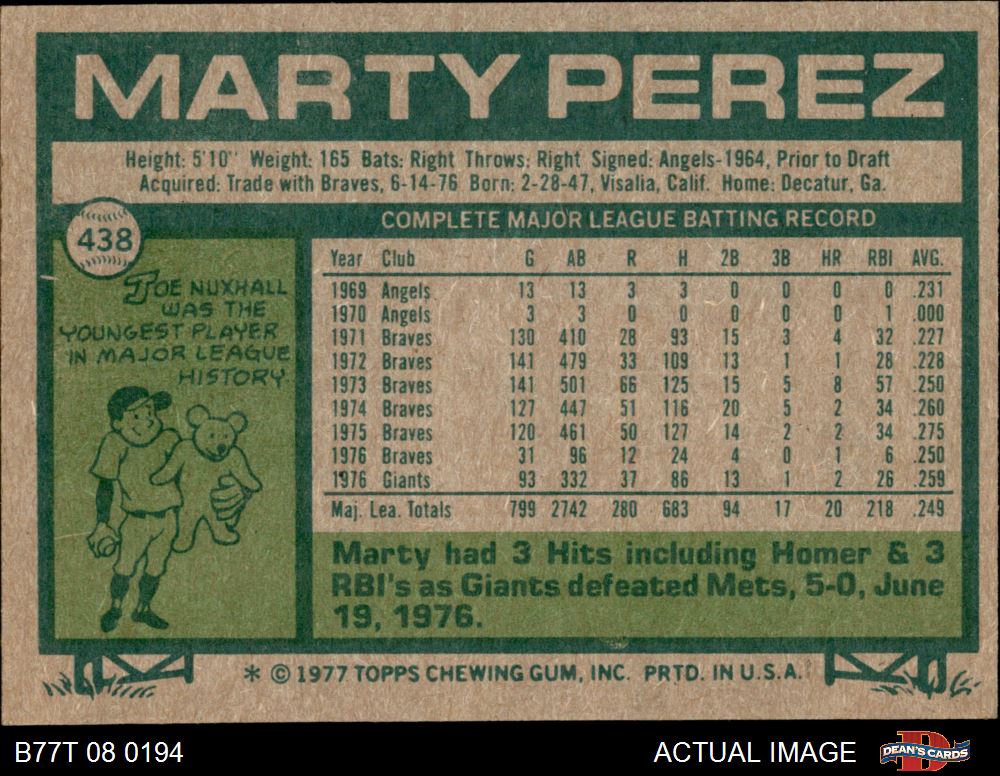 MARTY PEREZ
Height: 5'10" Weight: 165 Bats: Right Throws: Right Signed: Angels-1964, Prior to Draft
Acquired: Trade with Braves, 6-14-76 Born: 2-28-47, Visalia, Calif. Home: Decatur, Ga.
438
JOE NUXHALL
WAS THE
YOUNGEST PLAYER
IN MAJOR LEAGUE
HISTORY
COMPLETE MAJOR LEAGUE BATTING RECORD
Year Club G AB R H 2B 3B HR RBI AVG.
1969 Angels 13 13 3 3 0 0 0 0 .231
1970 Angels 3 3 0 0 0 0 0 1 .000
1971 Braves 130 410 28 93 15 3 4 32 .227
1972 Braves 141 479 33 109 13 1 1 28 .228
1973 Braves 141 501 66 125 15 5 8 57 .250
1974 Braves 127 447 51 116 20 5 2 34 .260
1975 Braves 120 461 50 127 14 2 2 34 .275
1976 Braves 31 96 12 24 4 0 1 6 .250
1976 Giants 93 332 37 86 13 1 2 26 .259
Maj. Lea. Totals 799 2742 280 683 94 17 20 218 .249
Marty had 3 Hits including Homer & 3
RBI's as Giants defeated Mets, 5-0, June
19, 1976.
* © 1977 TOPPS CHEWING GUM, INC. PRTD. IN U.S.A.
B77T 08 0194 ACTUAL IMAGE DEAN'S CARDS